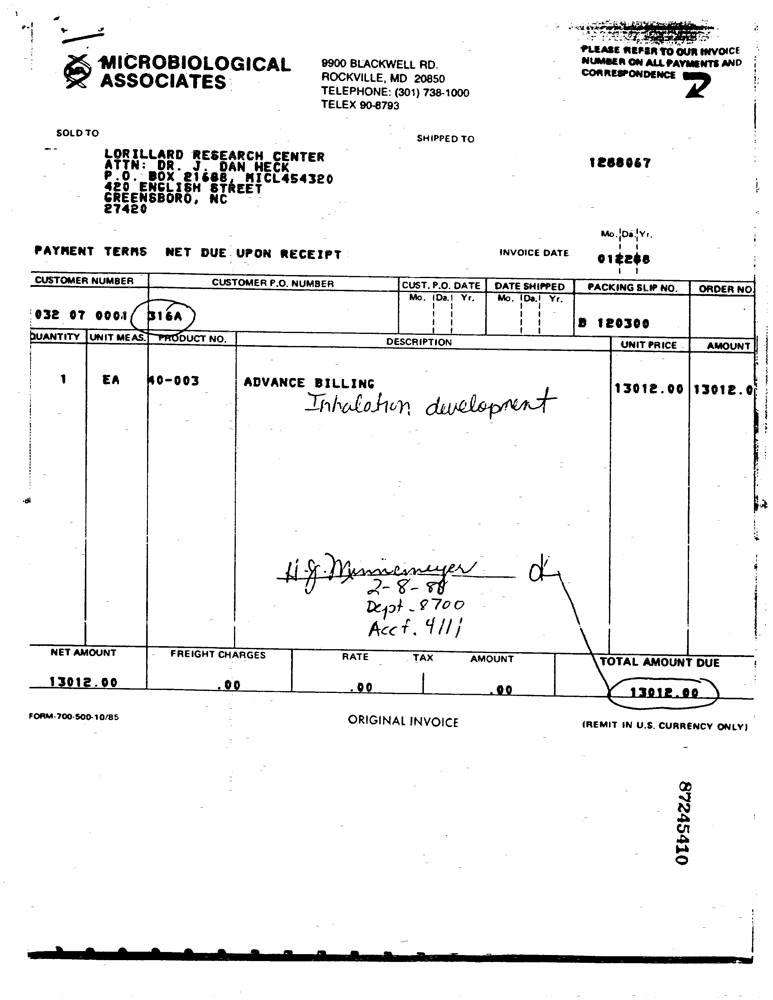 MICROBIOLOGICAL
ASSOCIATES
9900 BLACKWELL RD.
ROCKVILLE, MD 20850
TELEPHONE: (301) 738-1000
TELEX 90-8793
PLEASE REFER TO OUR INVOICE
NUMBER ON ALL PAYMENTS AND
CORRESPONDENCE
SOLD TO
SHIPPED TO
LORILLARD RESEARCH CENTER
ATTN: DR. J. DAN HECK
P.O. BOX 21688, MICL454320
420 ENGLISH STREET
GREENSBORO, NC
27420
1288067
Mo. Da. Yr.
PAYMENT TERMS NET DUE UPON RECEIPT
INVOICE DATE
CUSTOMER NUMBER CUSTOMER P.O. NUMBER CUST. P.O. DATE DATE SHIPPED PACKING SLIP NO. ORDER NO
Mo. Da. Yr. Mo. Da. Yr.
032 07 0001 316A B 120300
QUANTITY UNIT MEAS. PRODUCT NO. DESCRIPTION UNIT PRICE AMOUNT
1 EA 40-003 ADVANCE BILLING 13012.00 13012.0
Inhalation development
H.J. Minnemeyer
2-8-88
Dept. 8700
Acct. 4111
NET AMOUNT FREIGHT CHARGES RATE TAX AMOUNT TOTAL AMOUNT DUE
13012.00 .00 .00 .00 13012.00
FORM-700-500-10/85
ORIGINAL INVOICE
(REMIT IN U.S. CURRENCY ONLY)
87245410